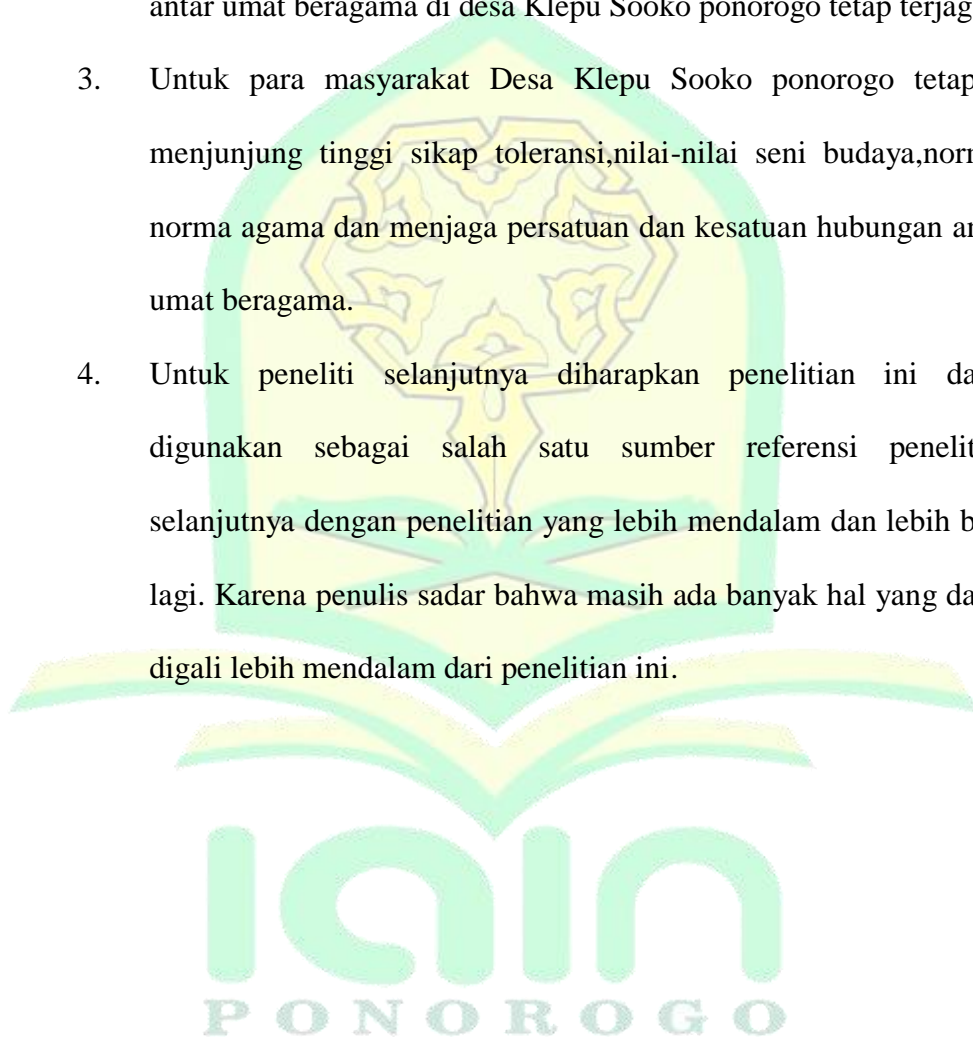 antar umat beragama di desa Klepu Sooko ponorogo tetap terjag
3. Untuk para masyarakat Desa Klepu Sooko ponorogo tetap
menjunjung tinggi sikap toleransi,nilai-nilai seni budaya,norm
norma agama dan menjaga persatuan dan kesatuan hubungan an
umat beragama.
4. Untuk peneliti selanjutnya diharapkan penelitian ini da
digunakan sebagai salah satu sumber referensi penelit
selanjutnya dengan penelitian yang lebih mendalam dan lebih b
lagi. Karena penulis sadar bahwa masih ada banyak hal yang da
digali lebih mendalam dari penelitian ini.
iain
PONOROGO